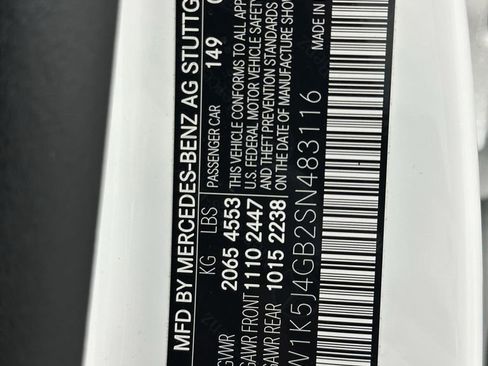 MFD BY MERCEDES-BENZ AG STUTTG
KG LBS PASSENGER CAR 149
GVWR 2065 4553 THIS VEHICLE CONFORMS TO ALL APP
GAWR FRONT 1110 2447 U.S. FEDERAL MOTOR VEHICLE SAFETY
GAWR REAR 1015 2238 AND THEFT PREVENTION STANDARDS
ON THE DATE OF MANUFACTURE SHOW
W1K5J4GB2SN483116 MADE IN